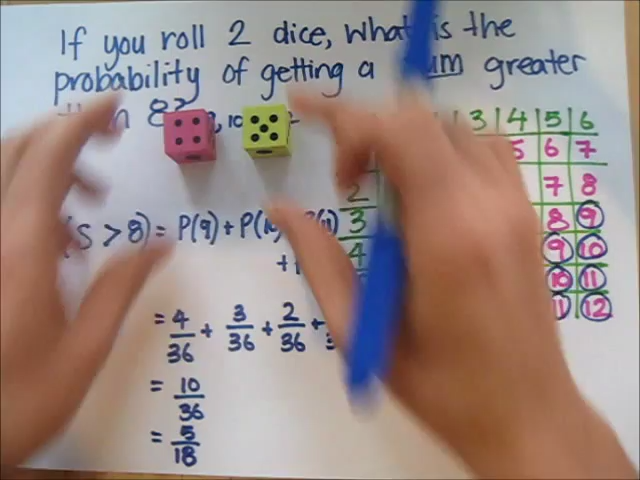 If you roll 2 dice, what is the
probability of getting a sum greater
8?
3 4 5 6
5 6 7
7 8
2
3 8 9
4 9 10
10 11
11 12
(S > 8) = P(9) + P(10
+
= 4/36 + 3/36 + 2/36 +
= 10/36
= 5/18